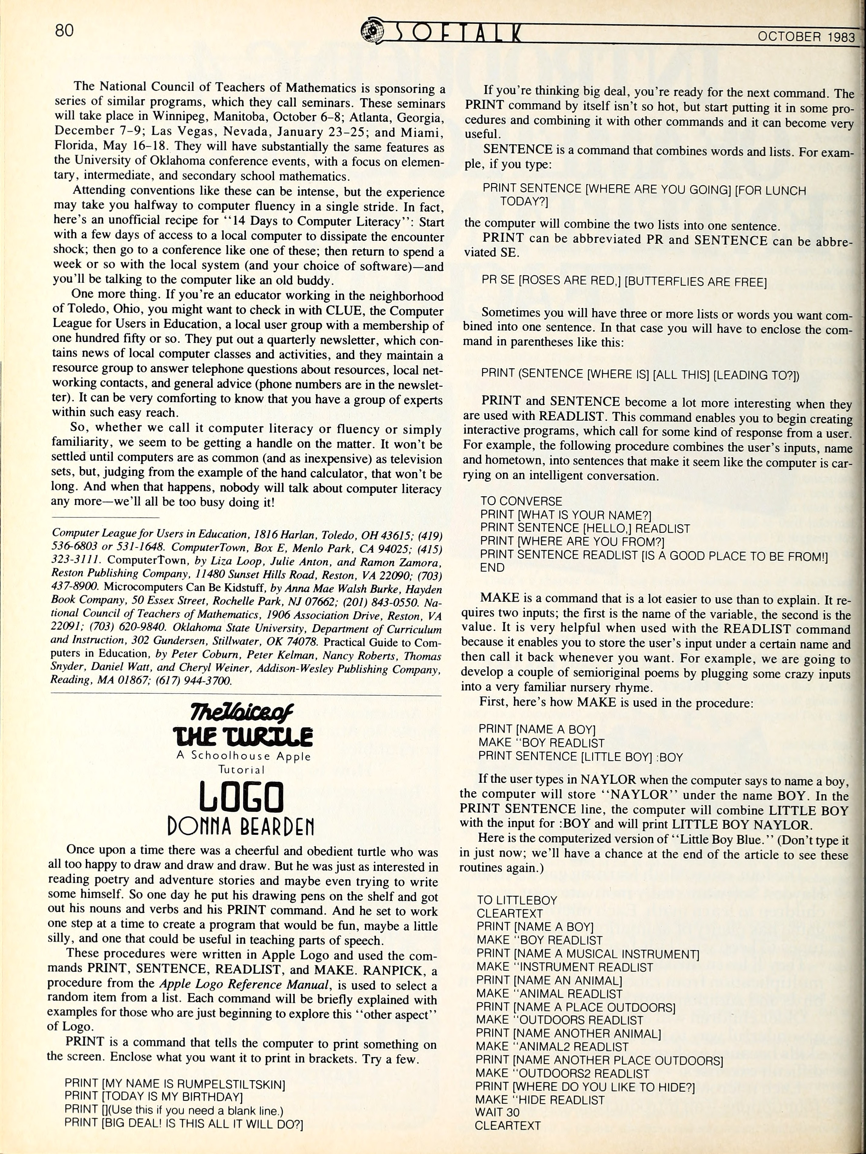 80
SOFTALK
OCTOBER 1983
The National Council of Teachers of Mathematics is sponsoring a
series of similar programs, which they call seminars. These seminars
will take place in Winnipeg, Manitoba, October 6–8; Atlanta, Georgia,
December 7–9; Las Vegas, Nevada, January 23–25; and Miami,
Florida, May 16–18. They will have substantially the same features as
the University of Oklahoma conference events, with a focus on elemen-
tary, intermediate, and secondary school mathematics.
Attending conventions like these can be intense, but the experience
may take you halfway to computer fluency in a single stride. In fact,
here's an unofficial recipe for ''14 Days to Computer Literacy'': Start
with a few days of access to a local computer to dissipate the encounter
shock; then go to a conference like one of these; then return to spend a
week or so with the local system (and your choice of software)—and
you'll be talking to the computer like an old buddy.
One more thing. If you're an educator working in the neighborhood
of Toledo, Ohio, you might want to check in with CLUE, the Computer
League for Users in Education, a local user group with a membership of
one hundred fifty or so. They put out a quarterly newsletter, which con-
tains news of local computer classes and activities, and they maintain a
resource group to answer telephone questions about resources, local net-
working contacts, and general advice (phone numbers are in the newslet-
ter). It can be very comforting to know that you have a group of experts
within such easy reach.
So, whether we call it computer literacy or fluency or simply
familiarity, we seem to be getting a handle on the matter. It won't be
settled until computers are as common (and as inexpensive) as television
sets, but, judging from the example of the hand calculator, that won't be
long. And when that happens, nobody will talk about computer literacy
any more—we'll all be too busy doing it!
Computer League for Users in Education, 1816 Harlan, Toledo, OH 43615; (419)
536-6803 or 531-1648. ComputerTown, Box E, Menlo Park, CA 94025; (415)
323-3111. ComputerTown, by Liza Loop, Julie Anton, and Ramon Zamora,
Reston Publishing Company, 11480 Sunset Hills Road, Reston, VA 22090; (703)
437-8900. Microcomputers Can Be Kidstuff, by Anna Mae Walsh Burke, Hayden
Book Company, 50 Essex Street, Rochelle Park, NJ 07662; (201) 843-0550. Na-
tional Council of Teachers of Mathematics, 1906 Association Drive, Reston, VA
22091; (703) 620-9840. Oklahoma State University, Department of Curriculum
and Instruction, 302 Gundersen, Stillwater, OK 74078. Practical Guide to Com-
puters in Education, by Peter Coburn, Peter Kelman, Nancy Roberts, Thomas
Snyder, Daniel Watt, and Cheryl Weiner, Addison-Wesley Publishing Company,
Reading, MA 01867; (617) 944-3700.
The Voice of
THE TURTLE
A Schoolhouse Apple
Tutorial
LOGO
DONNA BEARDEN
Once upon a time there was a cheerful and obedient turtle who was
all too happy to draw and draw and draw. But he was just as interested in
reading poetry and adventure stories and maybe even trying to write
some himself. So one day he put his drawing pens on the shelf and got
out his nouns and verbs and his PRINT command. And he set to work
one step at a time to create a program that would be fun, maybe a little
silly, and one that could be useful in teaching parts of speech.
These procedures were written in Apple Logo and used the com-
mands PRINT, SENTENCE, READLIST, and MAKE. RANPICK, a
procedure from the Apple Logo Reference Manual, is used to select a
random item from a list. Each command will be briefly explained with
examples for those who are just beginning to explore this ''other aspect''
of Logo.
PRINT is a command that tells the computer to print something on
the screen. Enclose what you want it to print in brackets. Try a few.
PRINT [MY NAME IS RUMPELSTILTSKIN]
PRINT [TODAY IS MY BIRTHDAY]
PRINT [](Use this if you need a blank line.)
PRINT [BIG DEAL! IS THIS ALL IT WILL DO?]
If you're thinking big deal, you're ready for the next command. The
PRINT command by itself isn't so hot, but start putting it in some pro-
cedures and combining it with other commands and it can become very
useful.
SENTENCE is a command that combines words and lists. For exam-
ple, if you type:
PRINT SENTENCE [WHERE ARE YOU GOING] [FOR LUNCH
TODAY?]
the computer will combine the two lists into one sentence.
PRINT can be abbreviated PR and SENTENCE can be abbre-
viated SE.
PR SE [ROSES ARE RED,] [BUTTERFLIES ARE FREE]
Sometimes you will have three or more lists or words you want com-
bined into one sentence. In that case you will have to enclose the com-
mand in parentheses like this:
PRINT (SENTENCE [WHERE IS] [ALL THIS] [LEADING TO?])
PRINT and SENTENCE become a lot more interesting when they
are used with READLIST. This command enables you to begin creating
interactive programs, which call for some kind of response from a user.
For example, the following procedure combines the user's inputs, name
and hometown, into sentences that make it seem like the computer is car-
rying on an intelligent conversation.
TO CONVERSE
PRINT [WHAT IS YOUR NAME?]
PRINT SENTENCE [HELLO,] READLIST
PRINT [WHERE ARE YOU FROM?]
PRINT SENTENCE READLIST [IS A GOOD PLACE TO BE FROM!]
END
MAKE is a command that is a lot easier to use than to explain. It re-
quires two inputs; the first is the name of the variable, the second is the
value. It is very helpful when used with the READLIST command
because it enables you to store the user's input under a certain name and
then call it back whenever you want. For example, we are going to
develop a couple of semioriginal poems by plugging some crazy inputs
into a very familiar nursery rhyme.
First, here's how MAKE is used in the procedure:
PRINT [NAME A BOY]
MAKE ''BOY READLIST
PRINT SENTENCE [LITTLE BOY] :BOY
If the user types in NAYLOR when the computer says to name a boy,
the computer will store ''NAYLOR'' under the name BOY. In the
PRINT SENTENCE line, the computer will combine LITTLE BOY
with the input for :BOY and will print LITTLE BOY NAYLOR.
Here is the computerized version of ''Little Boy Blue.'' (Don't type it
in just now; we'll have a chance at the end of the article to see these
routines again.)
TO LITTLEBOY
CLEARTEXT
PRINT [NAME A BOY]
MAKE ''BOY READLIST
PRINT [NAME A MUSICAL INSTRUMENT]
MAKE ''INSTRUMENT READLIST
PRINT [NAME AN ANIMAL]
MAKE ''ANIMAL READLIST
PRINT [NAME A PLACE OUTDOORS]
MAKE ''OUTDOORS READLIST
PRINT [NAME ANOTHER ANIMAL]
MAKE ''ANIMAL2 READLIST
PRINT [NAME ANOTHER PLACE OUTDOORS]
MAKE ''OUTDOORS2 READLIST
PRINT [WHERE DO YOU LIKE TO HIDE?]
MAKE ''HIDE READLIST
WAIT 30
CLEARTEXT